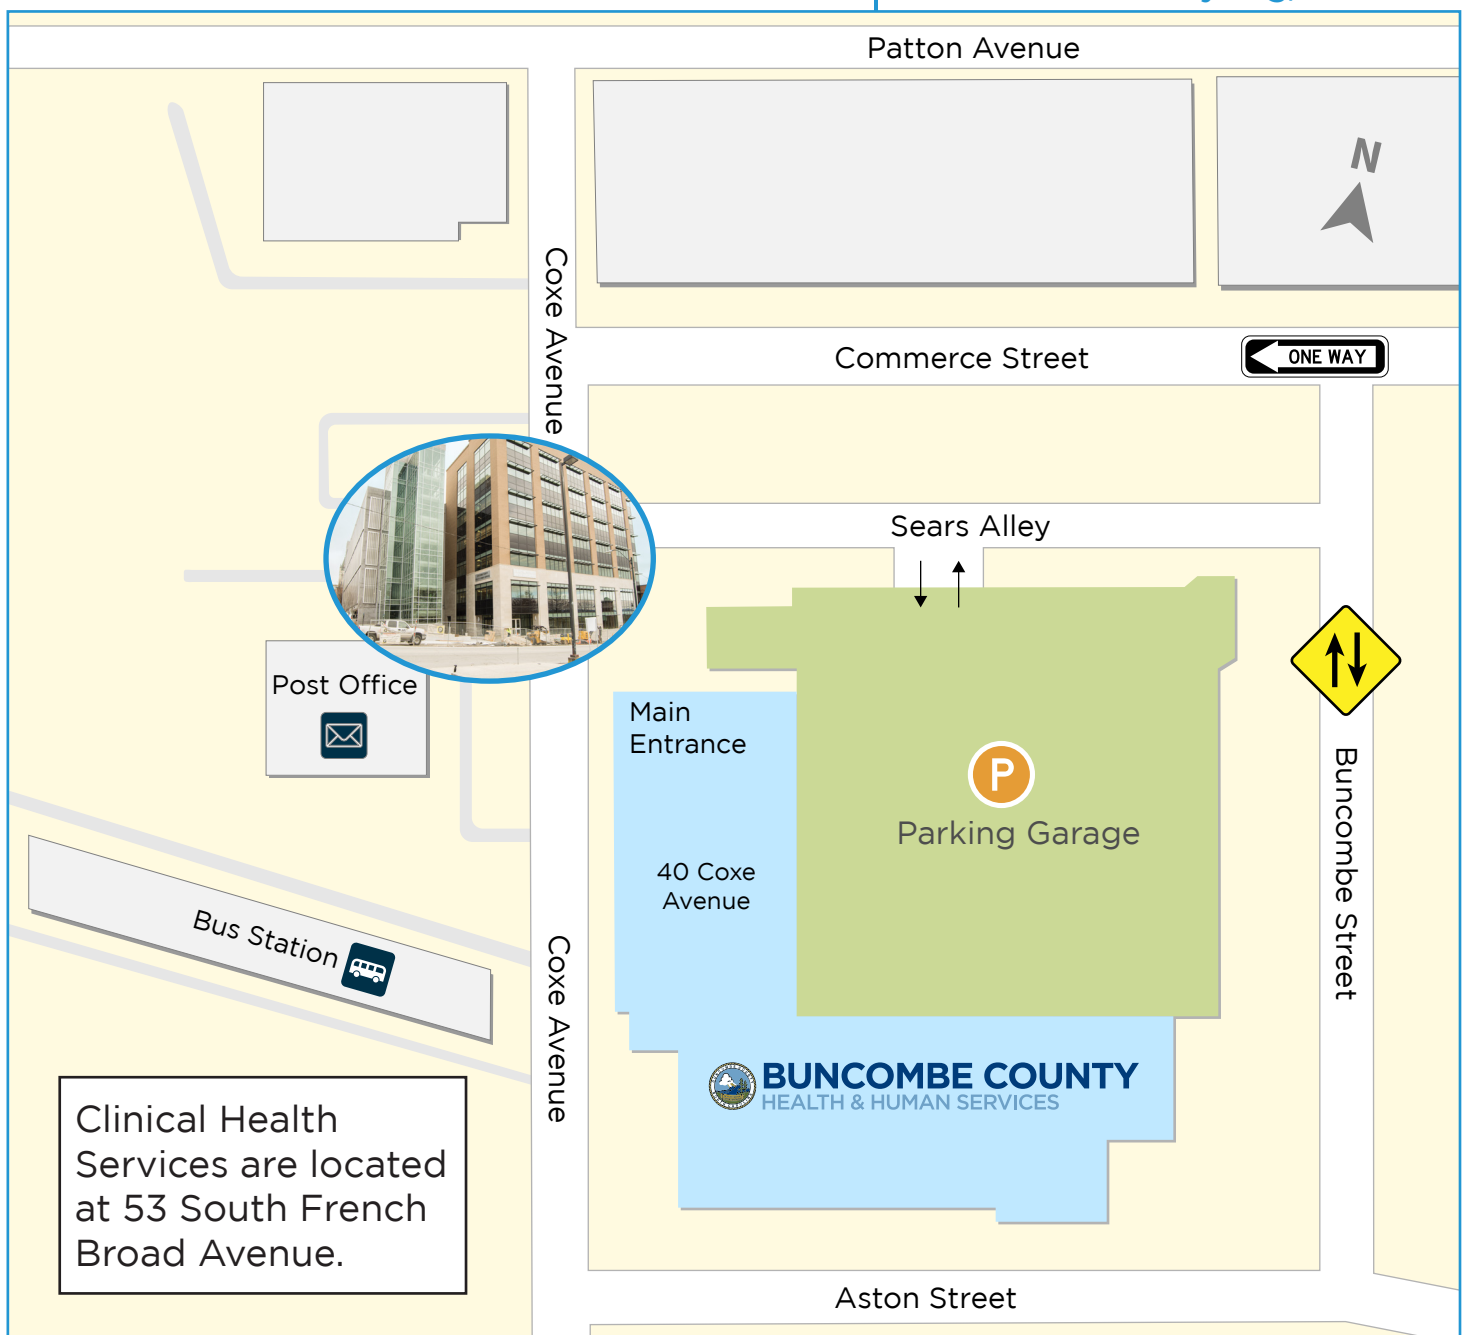 Patton Avenue
N
Coxe Avenue
Commerce Street
ONE WAY
Sears Alley
Post Office
Main
Entrance
P
Parking Garage
Buncombe Street
40 Coxe
Avenue
Bus Station
Coxe Avenue
BUNCOMBE COUNTY
HEALTH & HUMAN SERVICES
Clinical Health
Services are located
at 53 South French
Broad Avenue.
Aston Street